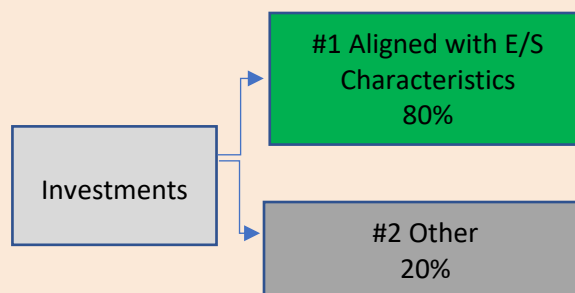 #1 Aligned with E/S
Characteristics
80%
Investments
#2 Other
20%